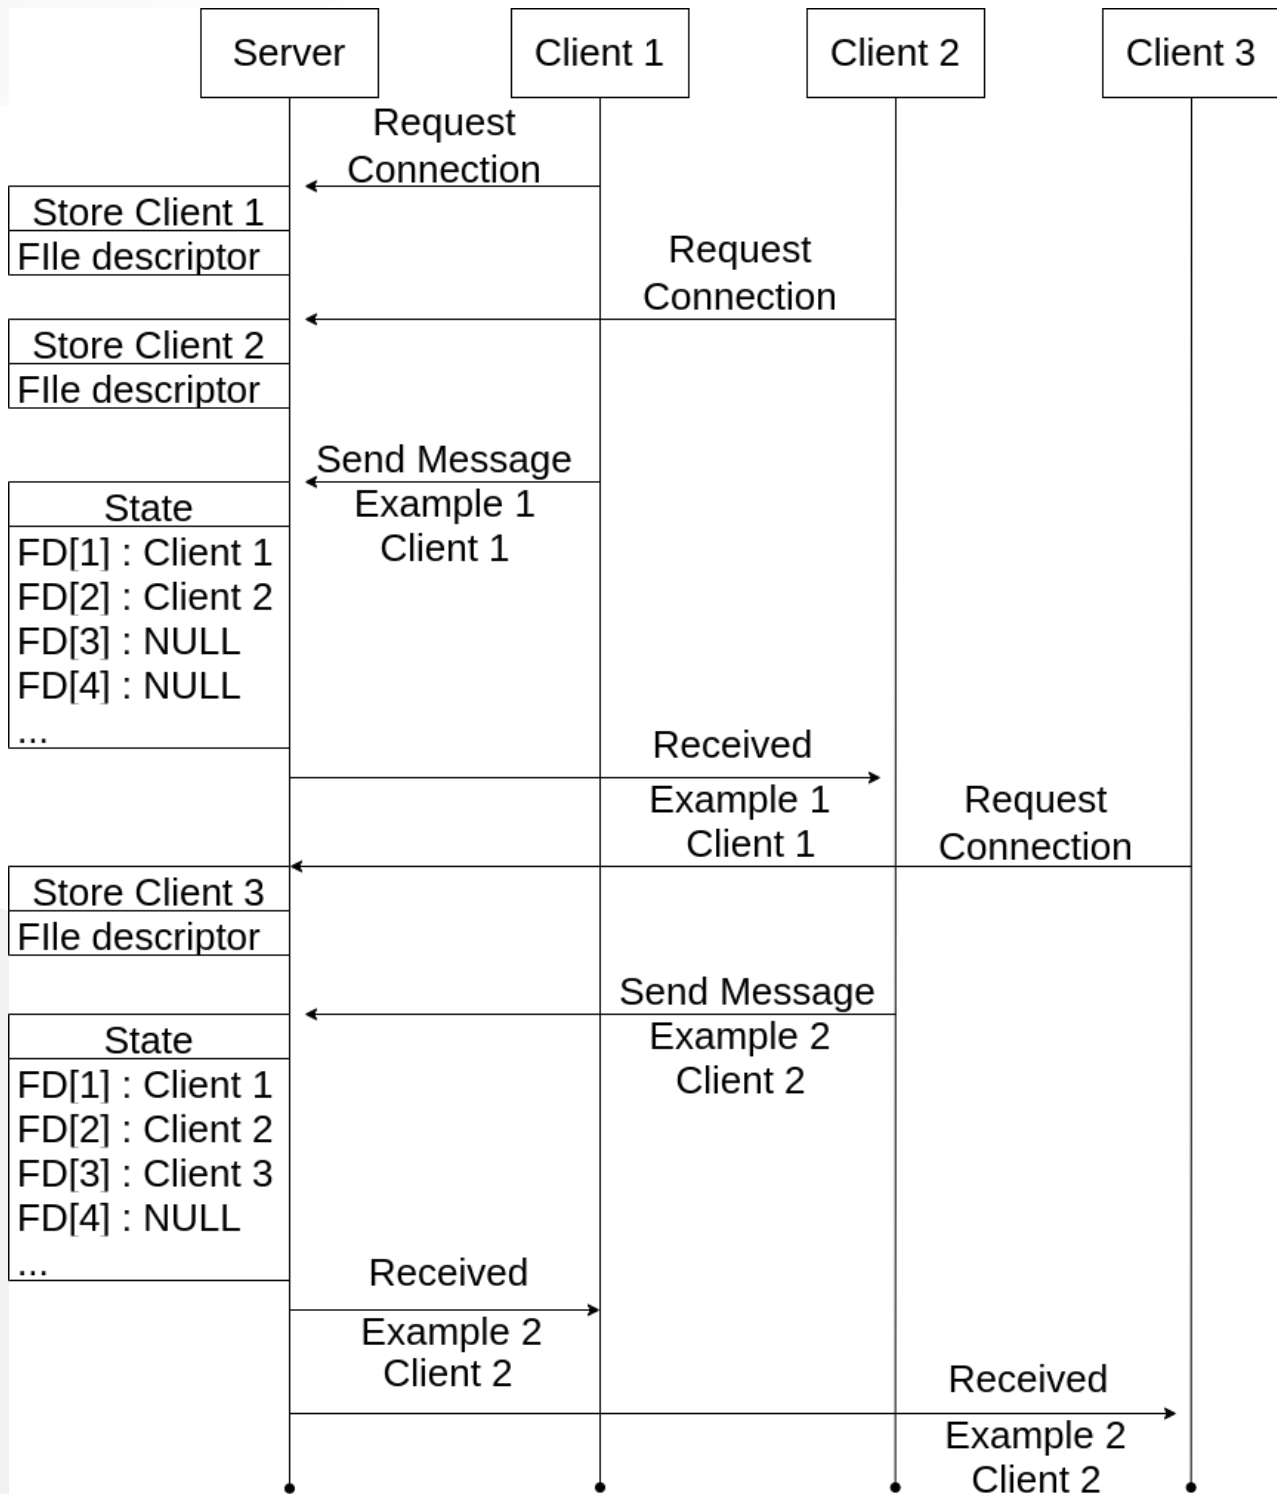 Server
Client 1
Client 2
Client 3
Request
Connection
Store Client 1
FIle descriptor
Request
Connection
Store Client 2
FIle descriptor
Send Message
Example 1
Client 1
State
FD[1] : Client 1
FD[2] : Client 2
FD[3] : NULL
FD[4] : NULL
...
Received
Example 1
Client 1
Request
Connection
Store Client 3
FIle descriptor
Send Message
Example 2
Client 2
State
FD[1] : Client 1
FD[2] : Client 2
FD[3] : Client 3
FD[4] : NULL
...
Received
Example 2
Client 2
Received
Example 2
Client 2